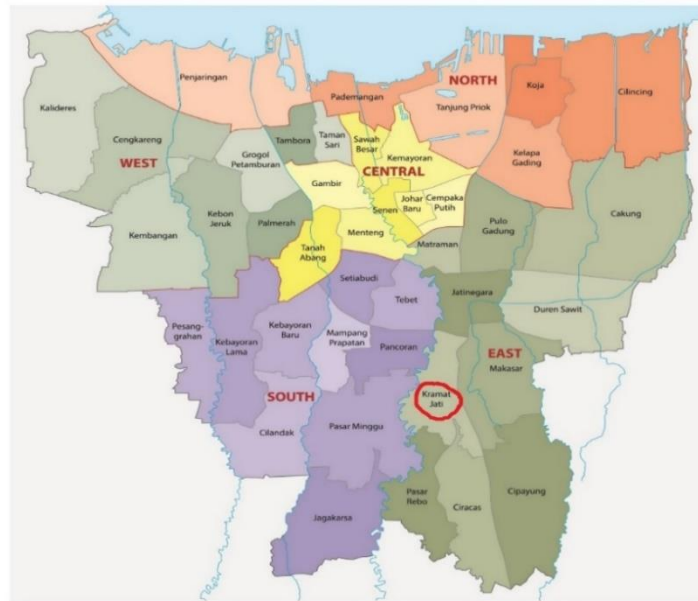 NORTH
Penjaringan
Pademangan
Tanjung Priok
Koja
Cilincing
Kalideres
Cengkareng
WEST
Grogol
Petamburan
Tambora
Taman
Sari
Sawah
Besar
Kemayoran
CENTRAL
Kelapa
Gading
Gambir
Senen
Johar
Baru
Cempaka
Putih
Kembangan
Kebon
Jeruk
Palmerah
Tanah
Abang
Menteng
Matraman
Pulo
Gadung
Cakung
Setiabudi
Tebet
Jatinegara
Duren Sawit
Pesang-
grahan
Kebayoran
Lama
Kebayoran
Baru
Mampang
Prapatan
Pancoran
EAST
Makasar
SOUTH
Kramat
Jati
Cilandak
Pasar Minggu
Pasar
Rebo
Ciracas
Cipayung
Jagakarsa